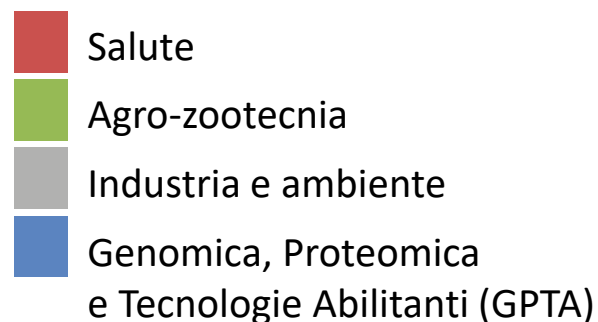 Salute
Agro-zootecnia
Industria e ambiente
Genomica, Proteomica
e Tecnologie Abilitanti (GPTA)